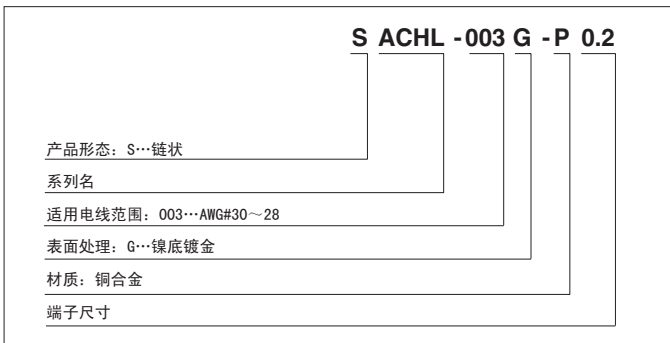 S ACHL -003 G -P 0.2
产品形态：S…链状
系列名
适用电线范围：003…AWG#30～28
表面处理：G…镍底镀金
材质：铜合金
端子尺寸